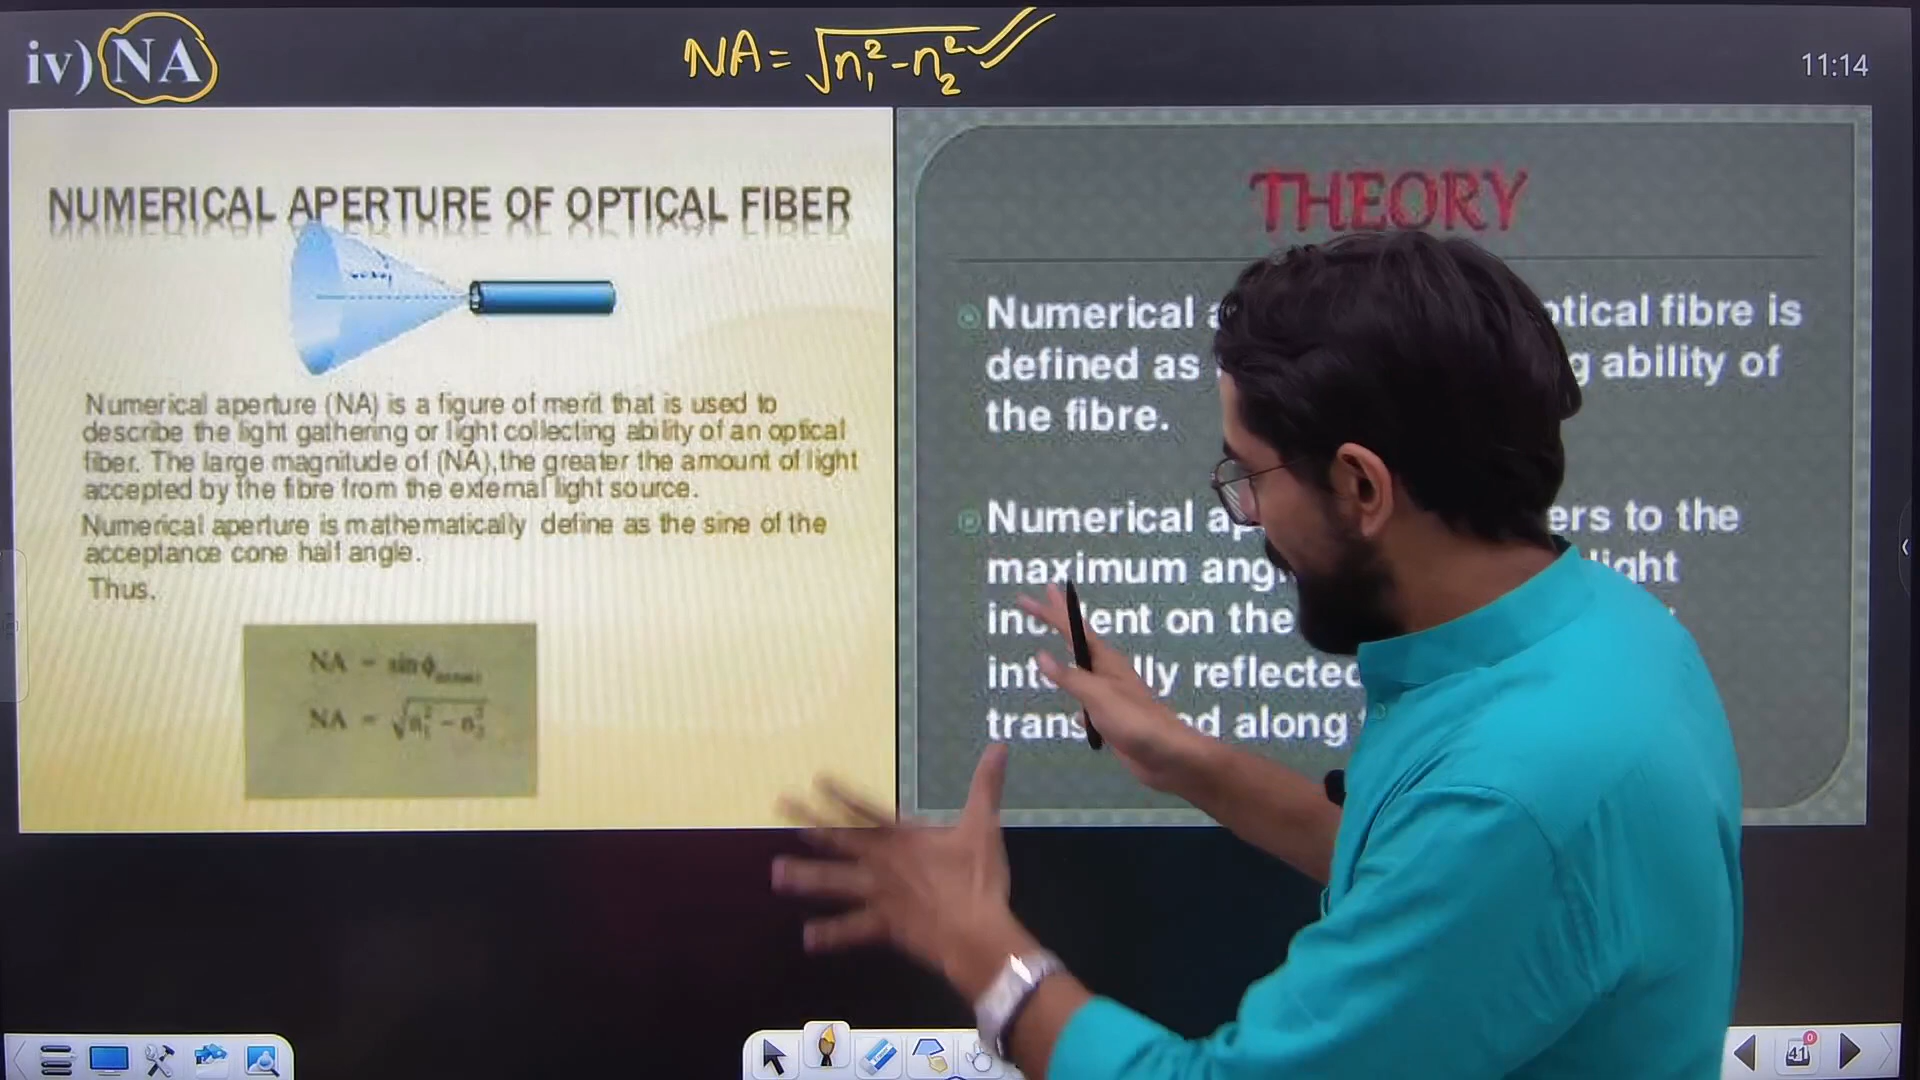 iv) NA
NA = √n₁² - n₂²
11:14
NUMERICAL APERTURE OF OPTICAL FIBER
Numerical aperture (NA) is a figure of merit that is used to
describe the light gathering or light collecting ability of an optical
fiber. The large magnitude of (NA),the greater the amount of light
accepted by the fibre from the external light source.
Numerical aperture is mathematically define as the sine of the
acceptance cone half angle.
Thus,
NA = sin ϕ
NA = √n₁² - n₂²
THEORY
Numerical ptical fibre is
defined as g ability of
the fibre.
Numerical ap ers to the
maximum ang light
in ent on the
int lly reflected
trans d along
41
0